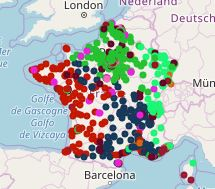 London
Nederland
Deutsch
Mün
Golfe
de Gascogne
Golfo
de Vizcaya
Barcelona